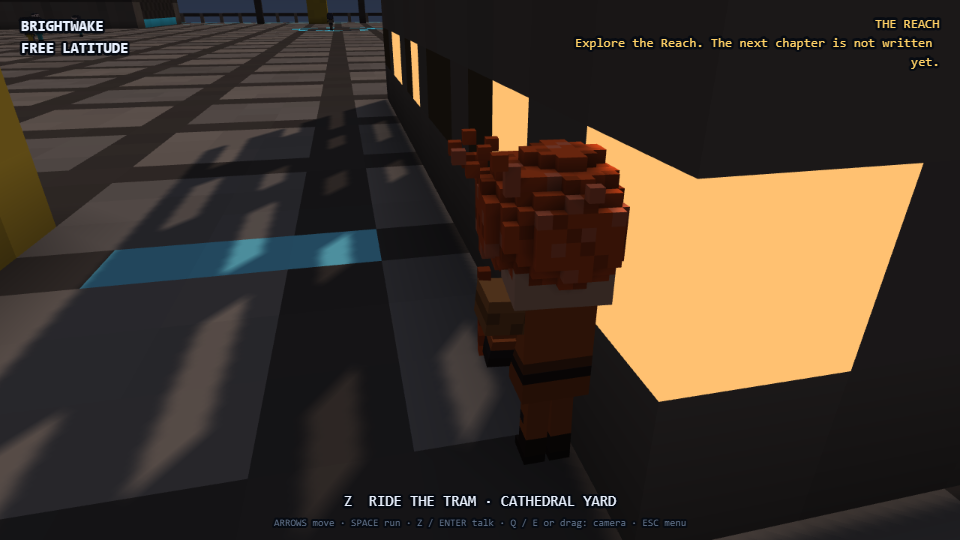 BRIGHTWAKE
FREE LATITUDE
THE REACH
Explore the Reach. The next chapter is not written
yet.
Z RIDE THE TRAM · CATHEDRAL YARD
ARROWS move · SPACE run · Z / ENTER talk · Q / E or drag: camera · ESC menu